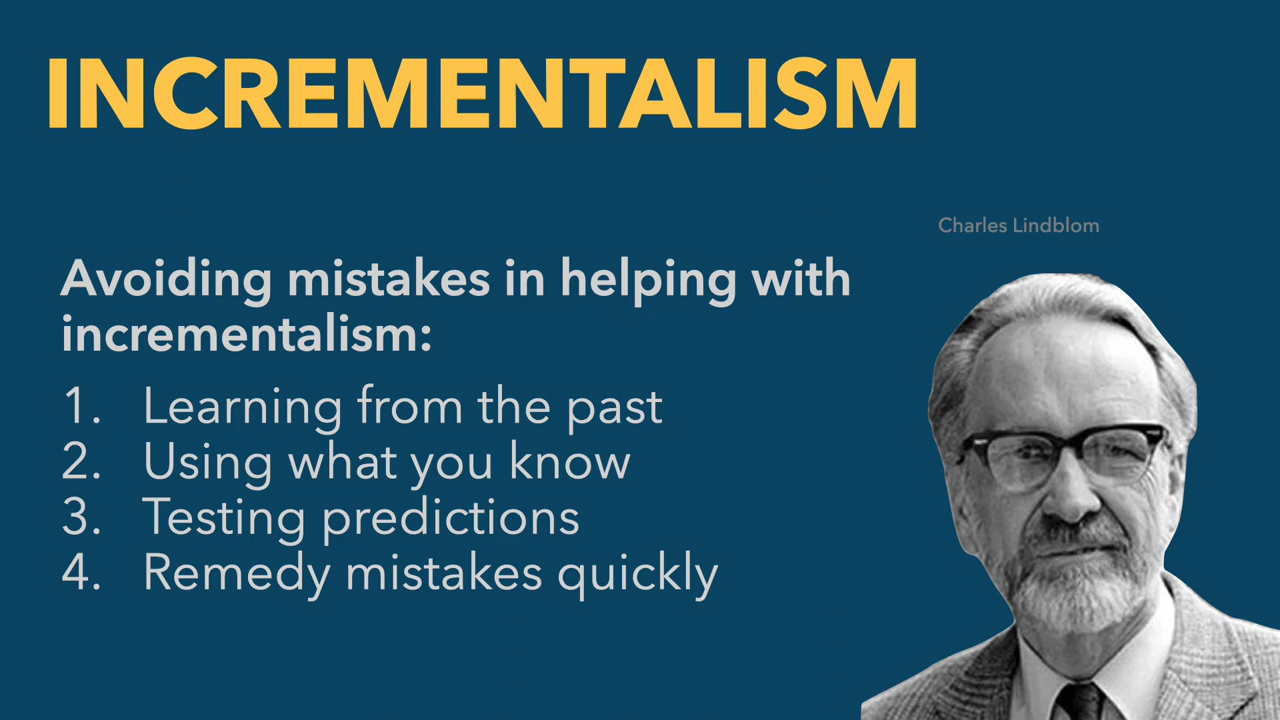 INCREMENTALISM
Charles Lindblom
Avoiding mistakes in helping with
incrementalism:
1. Learning from the past
2. Using what you know
3. Testing predictions
4. Remedy mistakes quickly